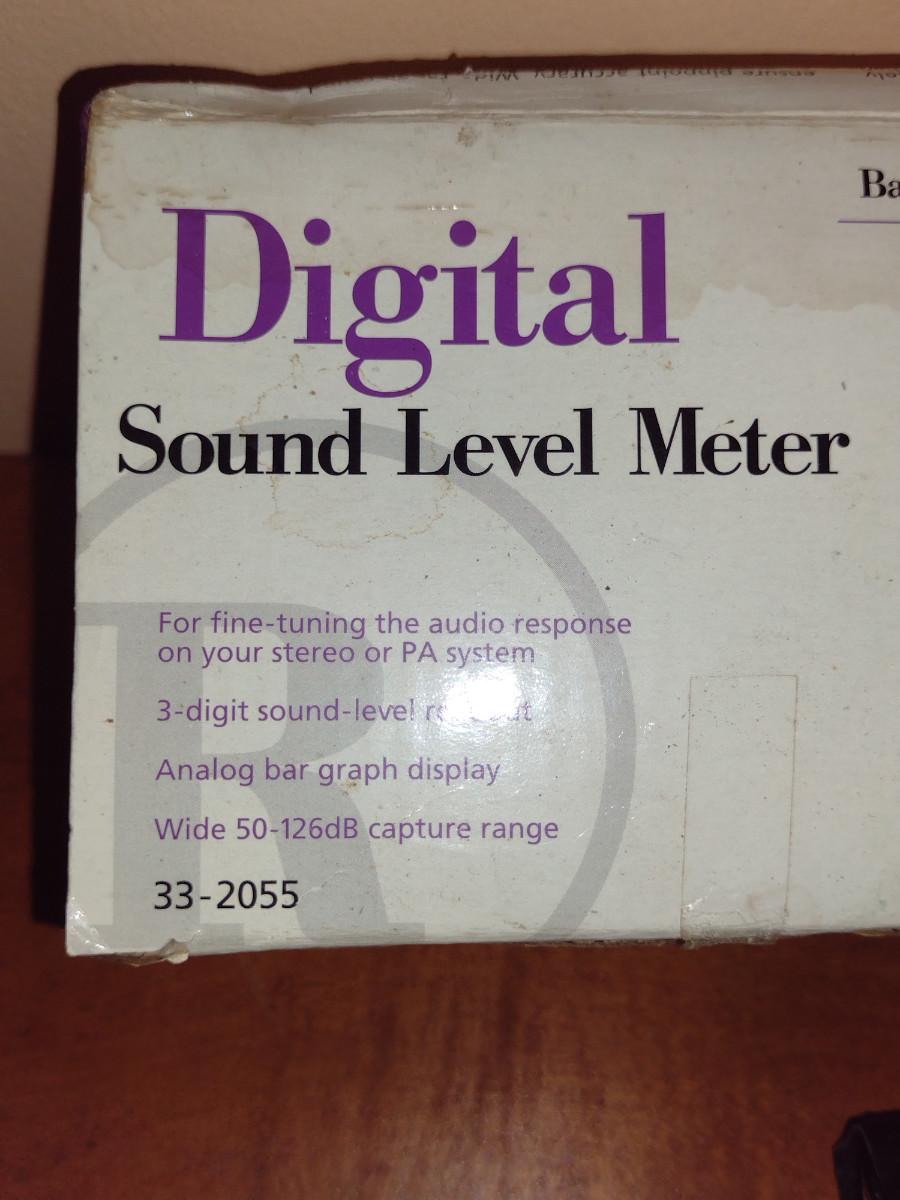 Ba
Digital
Sound Level Meter
For fine-tuning the audio response
on your stereo or PA system
3-digit sound-level
Analog bar graph display
Wide 50-126dB capture range
33-2055
R